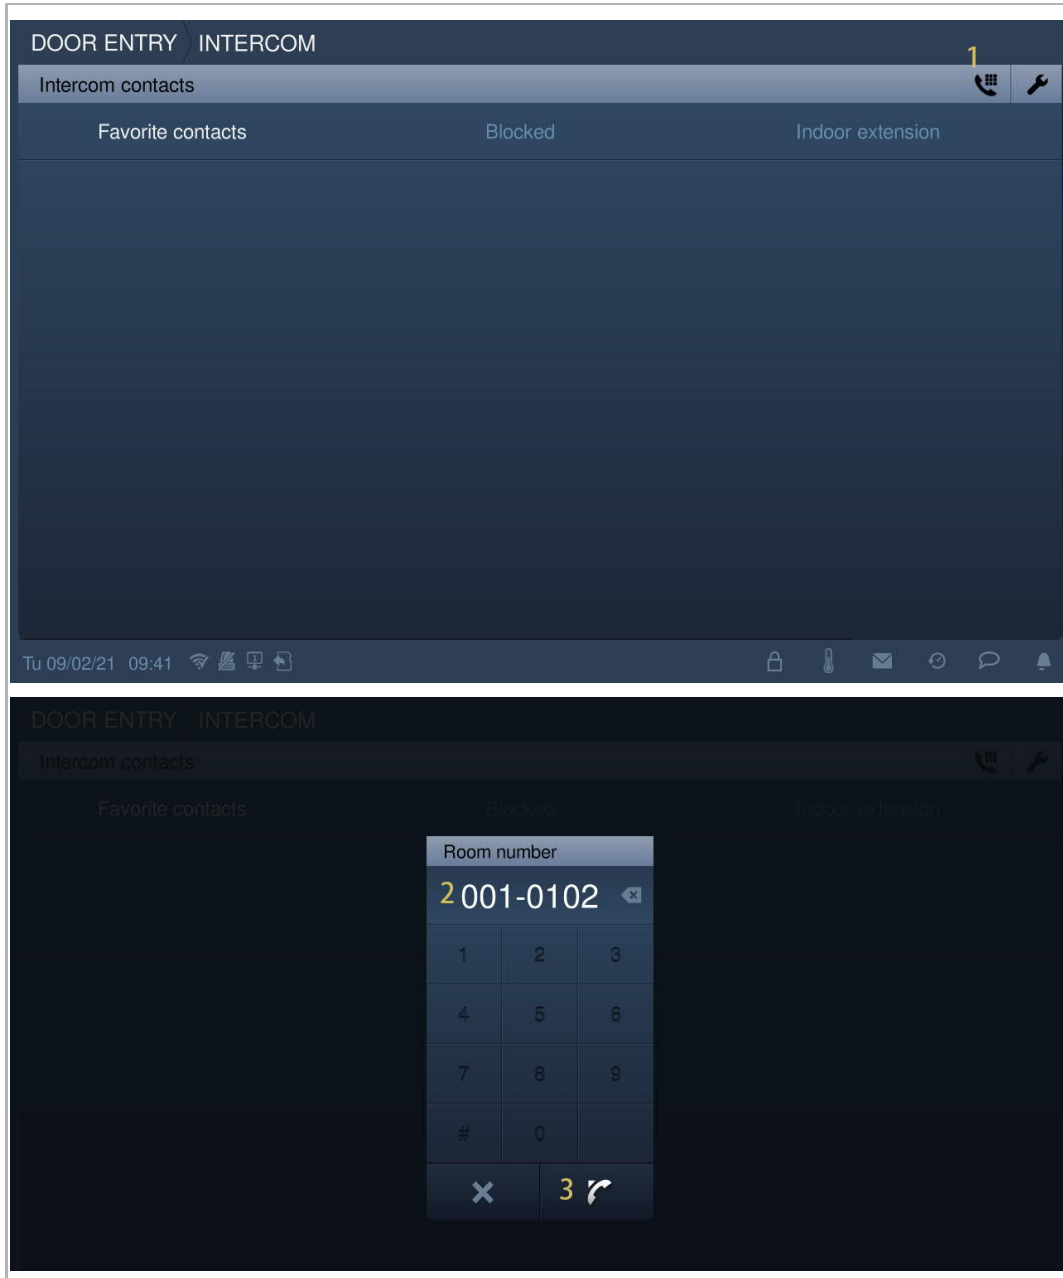 DOOR ENTRY INTERCOM
1
Intercom contacts
Favorite contacts Blocked Indoor extension
Tu 09/02/21 09:41 1
DOOR ENTRY INTERCOM
Intercom contacts
Favorite contacts Blocked Indoor extension
Room number
2 001-0102
1 2 3
4 5 6
7 8 9
# 0
3